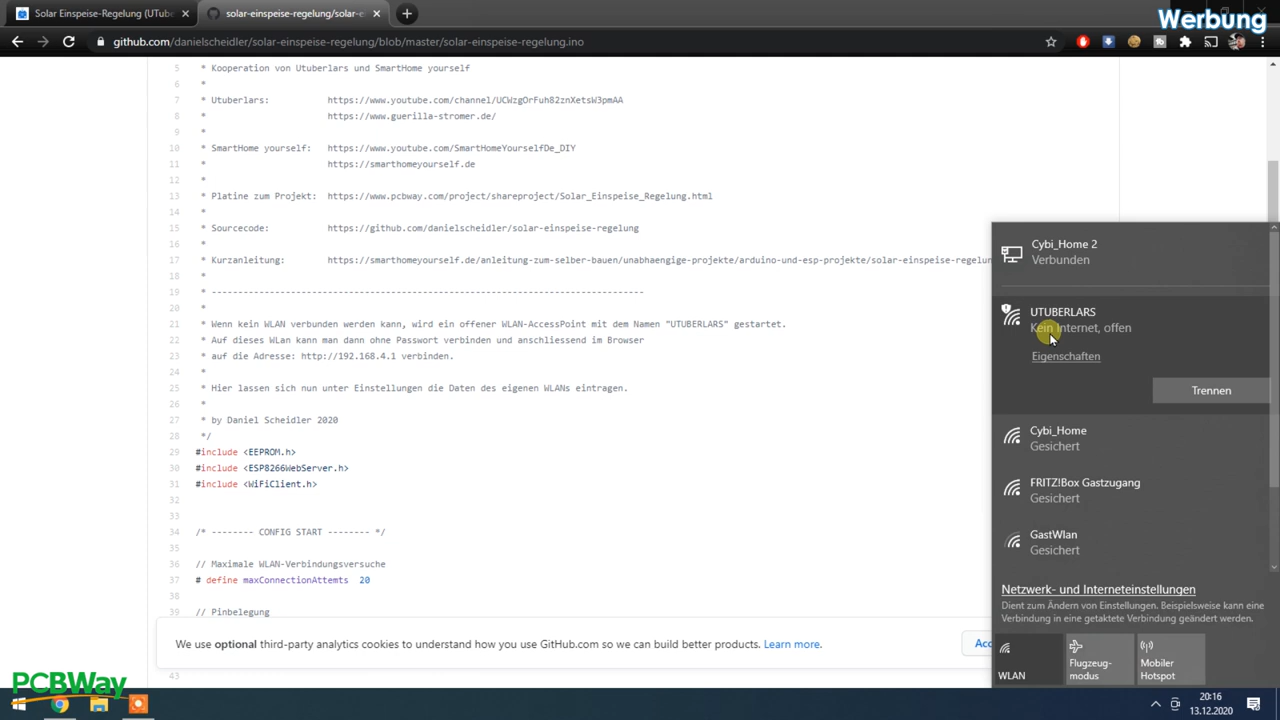 Solar Einspeise-Regelung (UTube
solar-einspeise-regelung/solar-e
Werbung
github.com/danielscheidler/solar-einspeise-regelung/blob/master/solar-einspeise-regelung.ino
5 * Kooperation von Utuberlars und SmartHome yourself
6 *
7 * Utuberlars: https://www.youtube.com/channel/UCWzgOrFuh82znXetsW3pmAA
8 * https://www.guerilla-stromer.de/
9 *
10 * SmartHome yourself: https://www.youtube.com/SmartHomeYourselfDe_DIY
11 * https://smarthomeyourself.de
12 *
13 * Platine zum Projekt: https://www.pcbway.com/project/shareproject/Solar_Einspeise_Regelung.html
14 *
15 * Sourcecode: https://github.com/danielscheidler/solar-einspeise-regelung
16 *
17 * Kurzanleitung: https://smarthomeyourself.de/anleitung-zum-selber-bauen/unabhaengige-projekte/arduino-und-esp-projekte/solar-einspeise-regelun
18 *
19 * -------------------------------------------------------------------------
20 *
21 * Wenn kein WLAN verbunden werden kann, wird ein offener WLAN-AccessPoint mit dem Namen "UTUBERLARS" gestartet.
22 * Auf dieses WLan kann man dann ohne Passwort verbinden und anschliessend im Browser
23 * auf die Adresse: http://192.168.4.1 verbinden.
24 *
25 * Hier lassen sich nun unter Einstellungen die Daten des eigenen WLANs eintragen.
26 *
27 * by Daniel Scheidler 2020
28 */
29 #include <EEPROM.h>
30 #include <ESP8266WebServer.h>
31 #include <WiFiClient.h>
32
33
34 /* -------- CONFIG START -------- */
35
36 // Maximale WLAN-Verbindungsversuche
37 # define maxConnectionAttemts 20
38
39 // Pinbelegung
We use optional third-party analytics cookies to understand how you use GitHub.com so we can build better products. Learn more.
Acc
43
Cybi_Home 2
Verbunden
UTUBERLARS
Kein Internet, offen
Eigenschaften
Trennen
Cybi_Home
Gesichert
FRITZ!Box Gastzugang
Gesichert
GastWlan
Gesichert
Netzwerk- und Interneteinstellungen
Dient zum Ändern von Einstellungen. Beispielsweise kann eine
Verbindung in eine getaktete Verbindung geändert werden.
WLAN
Flugzeug-
modus
Mobiler
Hotspot
PCBWay
20:16
13.12.2020